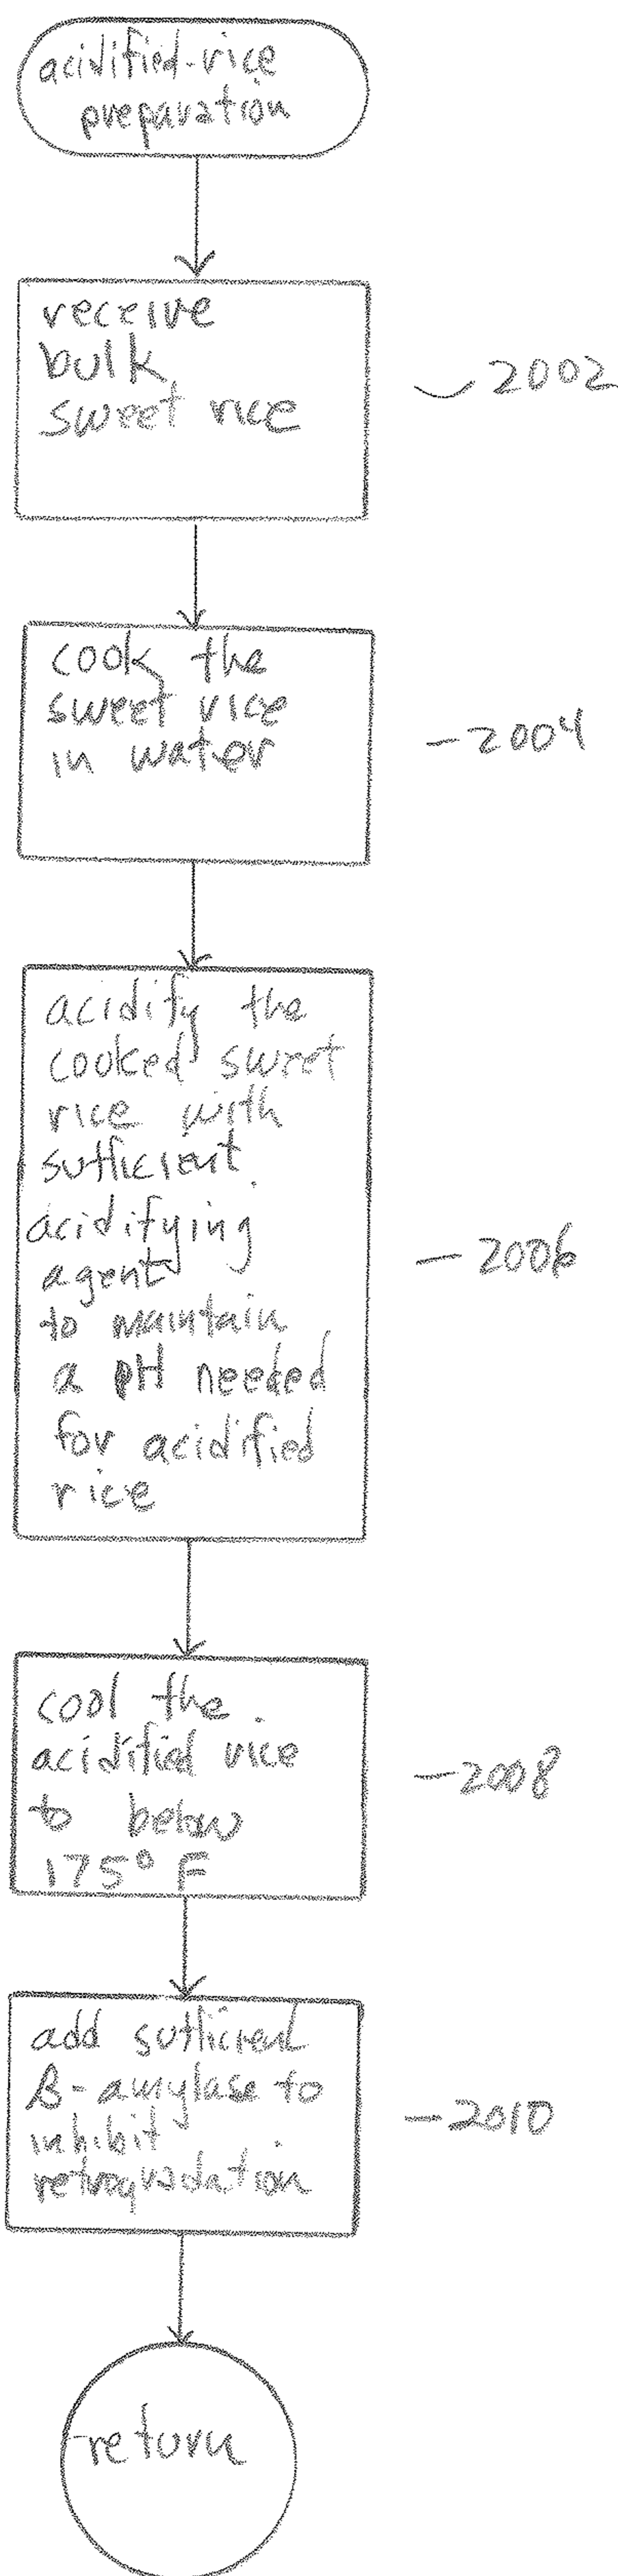 acidified-rice
preparation
receive
bulk
sweet rice
2002
cook the
sweet rice
in water
2004
acidify the
cooked sweet
rice with
sufficient
acidifying
agent
to maintain
a pH needed
for acidified
rice
2006
cool the
acidified rice
to below
175° F
2008
add sufficient
β-amylase to
inhibit
retrogradation
2010
return